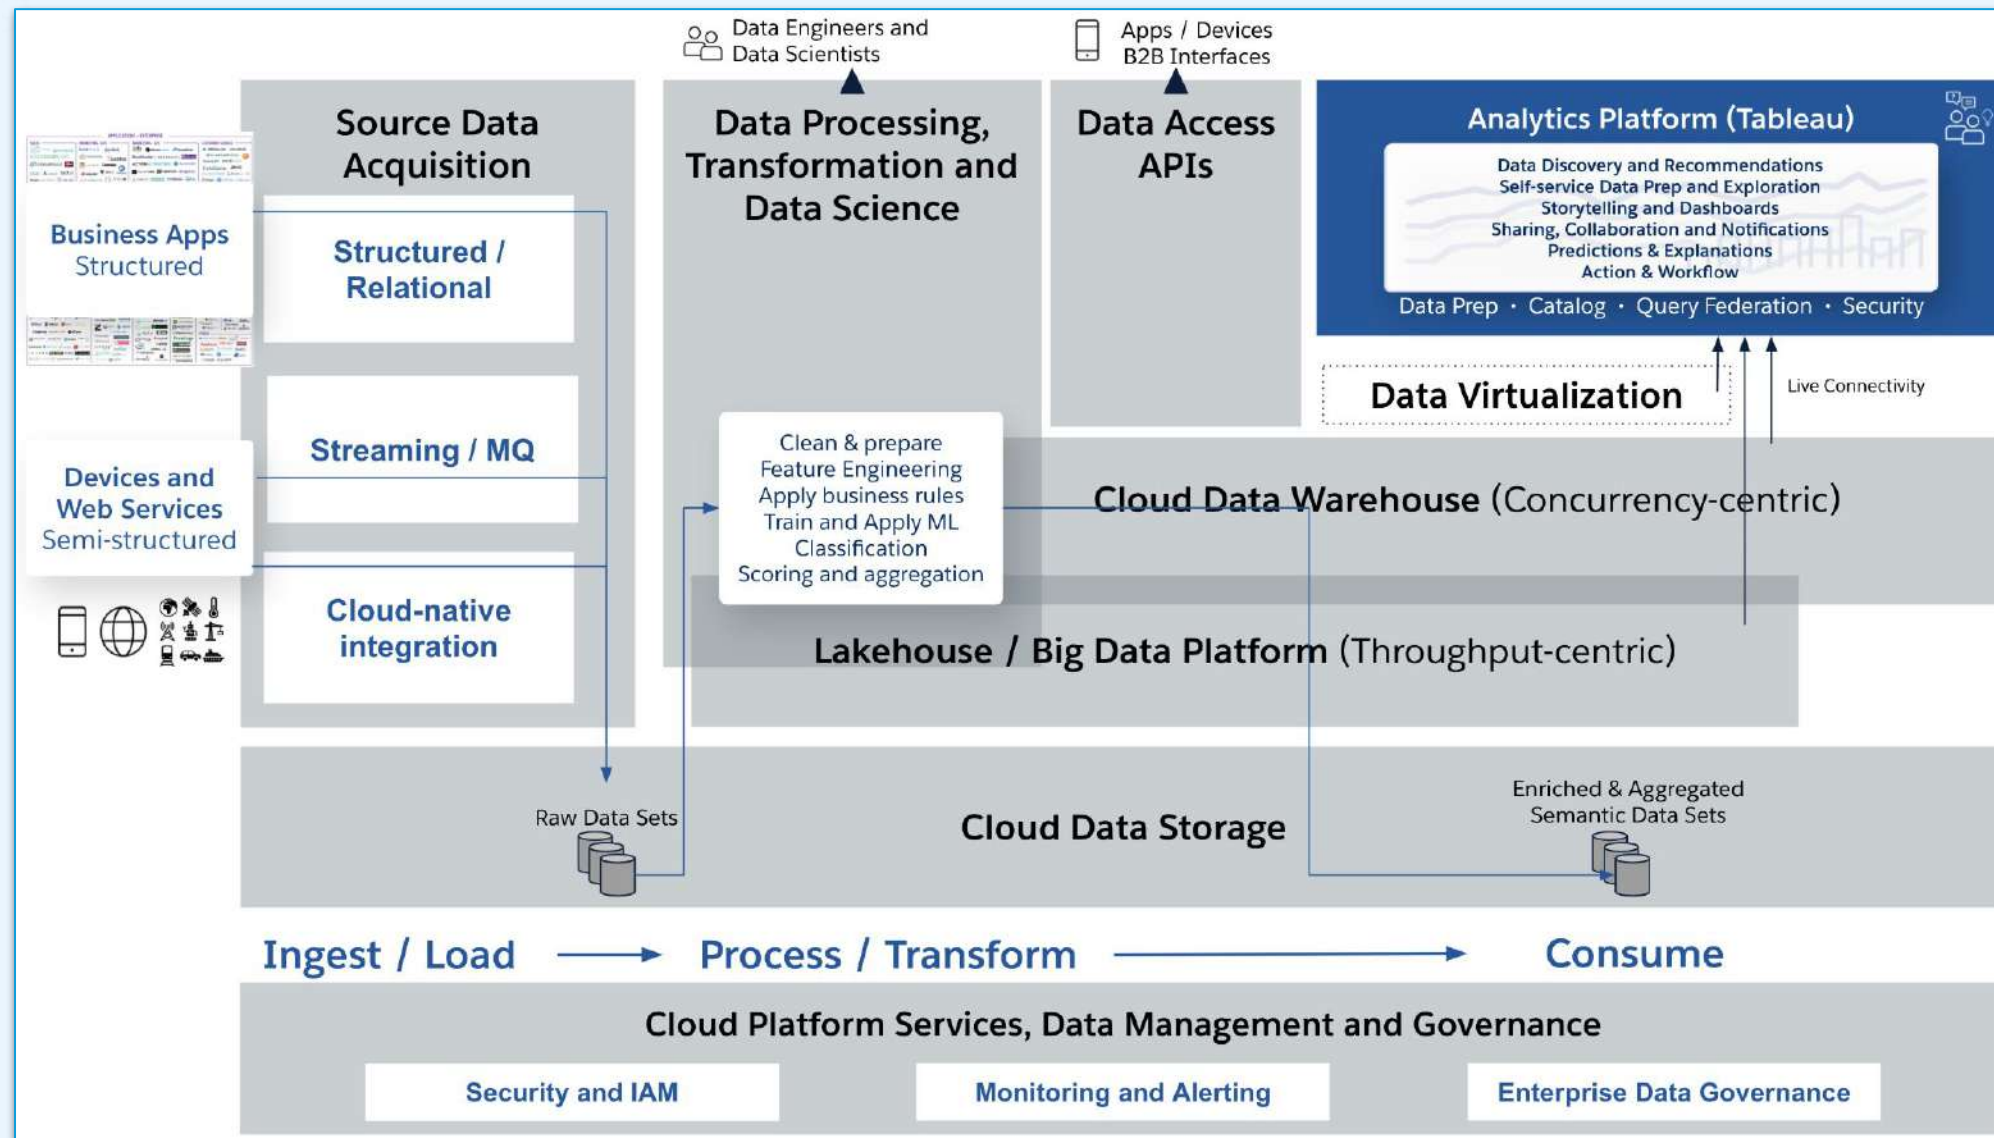 Data Engineers and
Data Scientists
Apps / Devices
B2B Interfaces
Source Data
Acquisition
Data Processing,
Transformation and
Data Science
Data Access
APIs
Analytics Platform (Tableau)
Data Discovery and Recommendations
Self-service Data Prep and Exploration
Storytelling and Dashboards
Sharing, Collaboration and Notifications
Predictions & Explanations
Action & Workflow
Data Prep · Catalog · Query Federation · Security
Business Apps
Structured
Structured /
Relational
Data Virtualization
Live Connectivity
Streaming / MQ
Devices and
Web Services
Semi-structured
Clean & prepare
Feature Engineering
Apply business rules
Train and Apply ML
Classification
Scoring and aggregation
Cloud Data Warehouse (Concurrency-centric)
Cloud-native
integration
Lakehouse / Big Data Platform (Throughput-centric)
Raw Data Sets
Cloud Data Storage
Enriched & Aggregated
Semantic Data Sets
Ingest / Load
Process / Transform
Consume
Cloud Platform Services, Data Management and Governance
Security and IAM
Monitoring and Alerting
Enterprise Data Governance